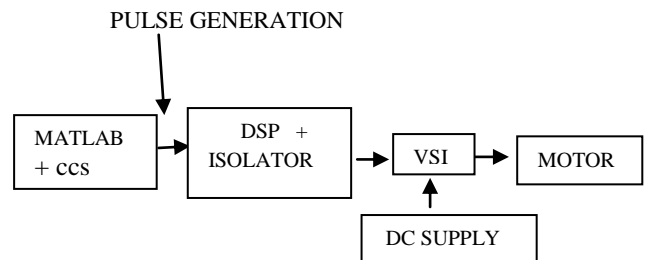 PULSE GENERATION
MATLAB
+ ccs
DSP +
ISOLATOR
VSI
MOTOR
DC SUPPLY